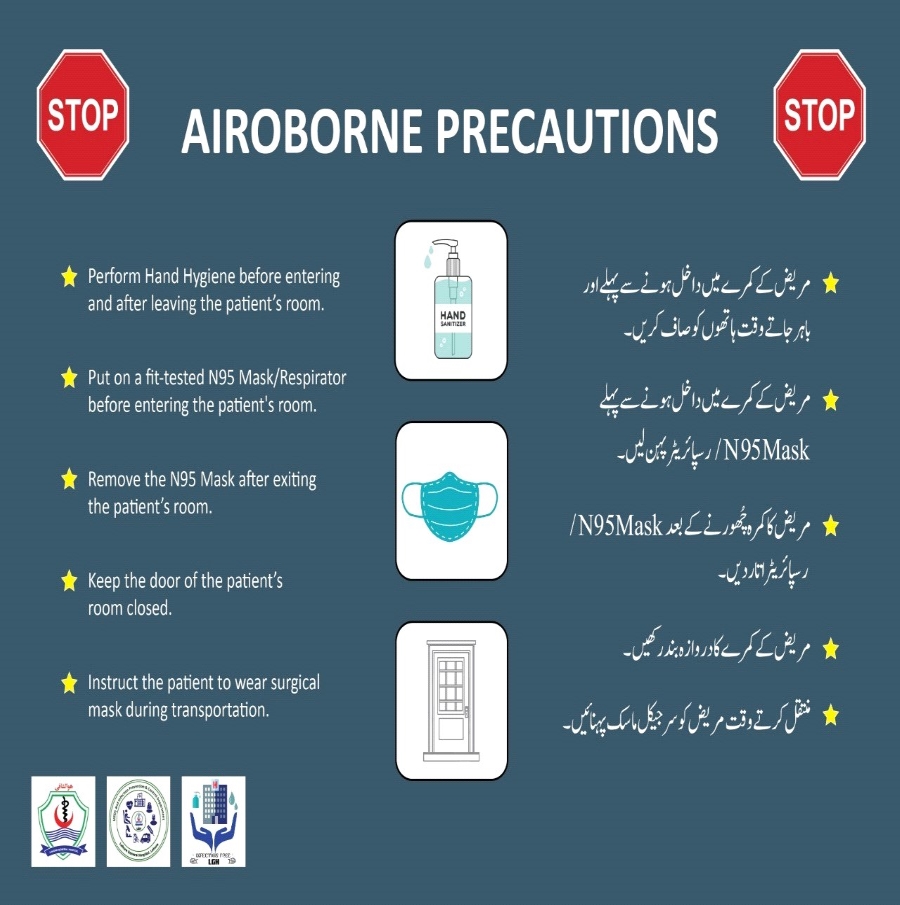 STOP
AIROBORNE PRECAUTIONS
STOP
Perform Hand Hygiene before entering
and after leaving the patient's room.
Put on a fit-tested N95 Mask/Respirator
before entering the patient's room.
Remove the N95 Mask after exiting
the patient's room.
Keep the door of the patient's
room closed.
Instruct the patient to wear surgical
mask during transportation.
HAND
SANITIZER
مریض کے کمرے میں داخل ہونے سے پہلے اور
باہر جاتے وقت ہاتھوں کو صاف کریں۔
مریض کے کمرے میں داخل ہونے سے پہلے
N95Mask/ رسپائریٹر پہن لیں۔
مریض کا کمرہ چُھورنے کے بعد N95Mask/
رسپائریٹر اتار دیں۔
مریض کے کمرے کا دروازہ بند رکھیں۔
منتقل کرتے وقت مریض کو سرجیکل ماسک پہنائیں۔
ھوالشافی
LGH